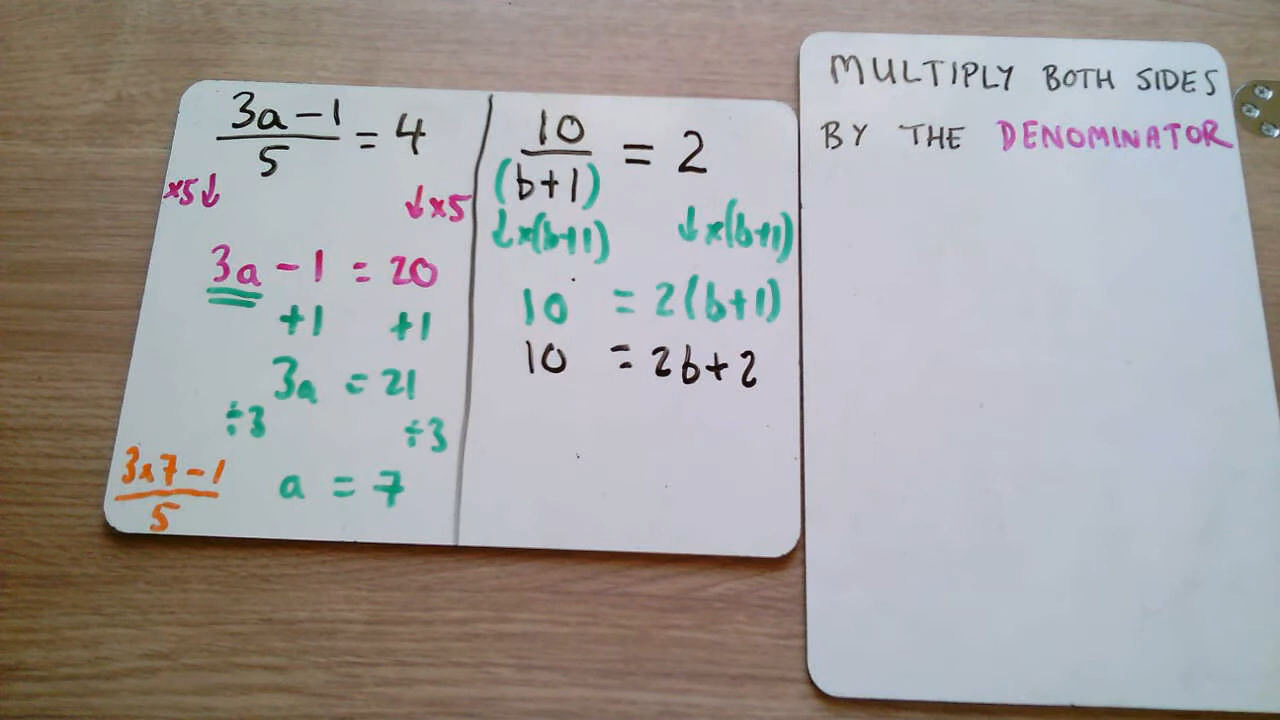 3a-1
5
= 4
×5↓ ↓×5
3a - 1 = 20
+1 +1
3a = 21
÷3 ÷3
a = 7
3×7-1
5
10
(b+1)
= 2
↓×(b+1) ↓×(b+1)
10 = 2(b+1)
10 = 2b+2
MULTIPLY BOTH SIDES
BY THE DENOMINATOR